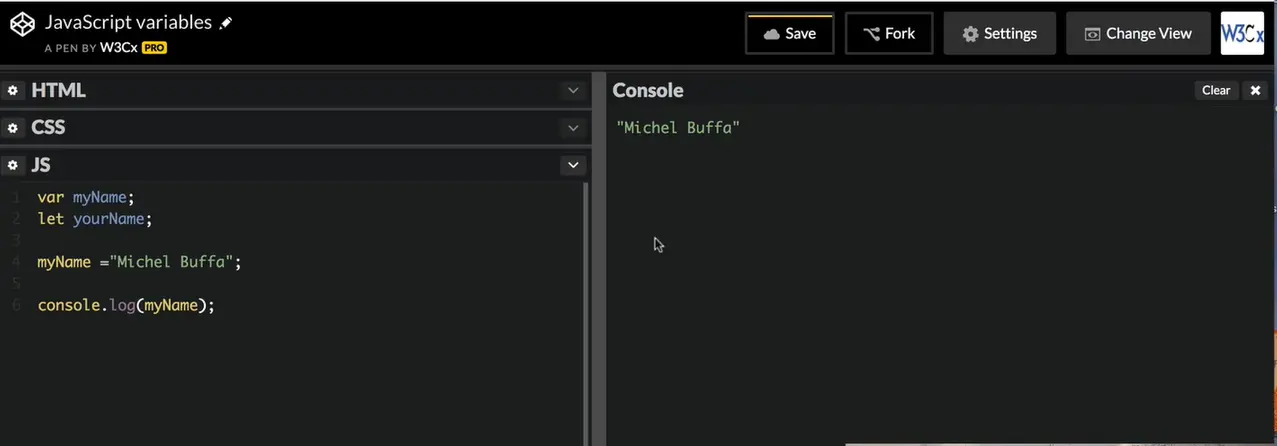 JavaScript variables
A PEN BY W3Cx PRO
Save
Fork
Settings
Change View
W3Cx
HTML
CSS
JS
1 var myName;
2 let yourName;
3
4 myName ="Michel Buffa";
5
6 console.log(myName);
Console
Clear
"Michel Buffa"